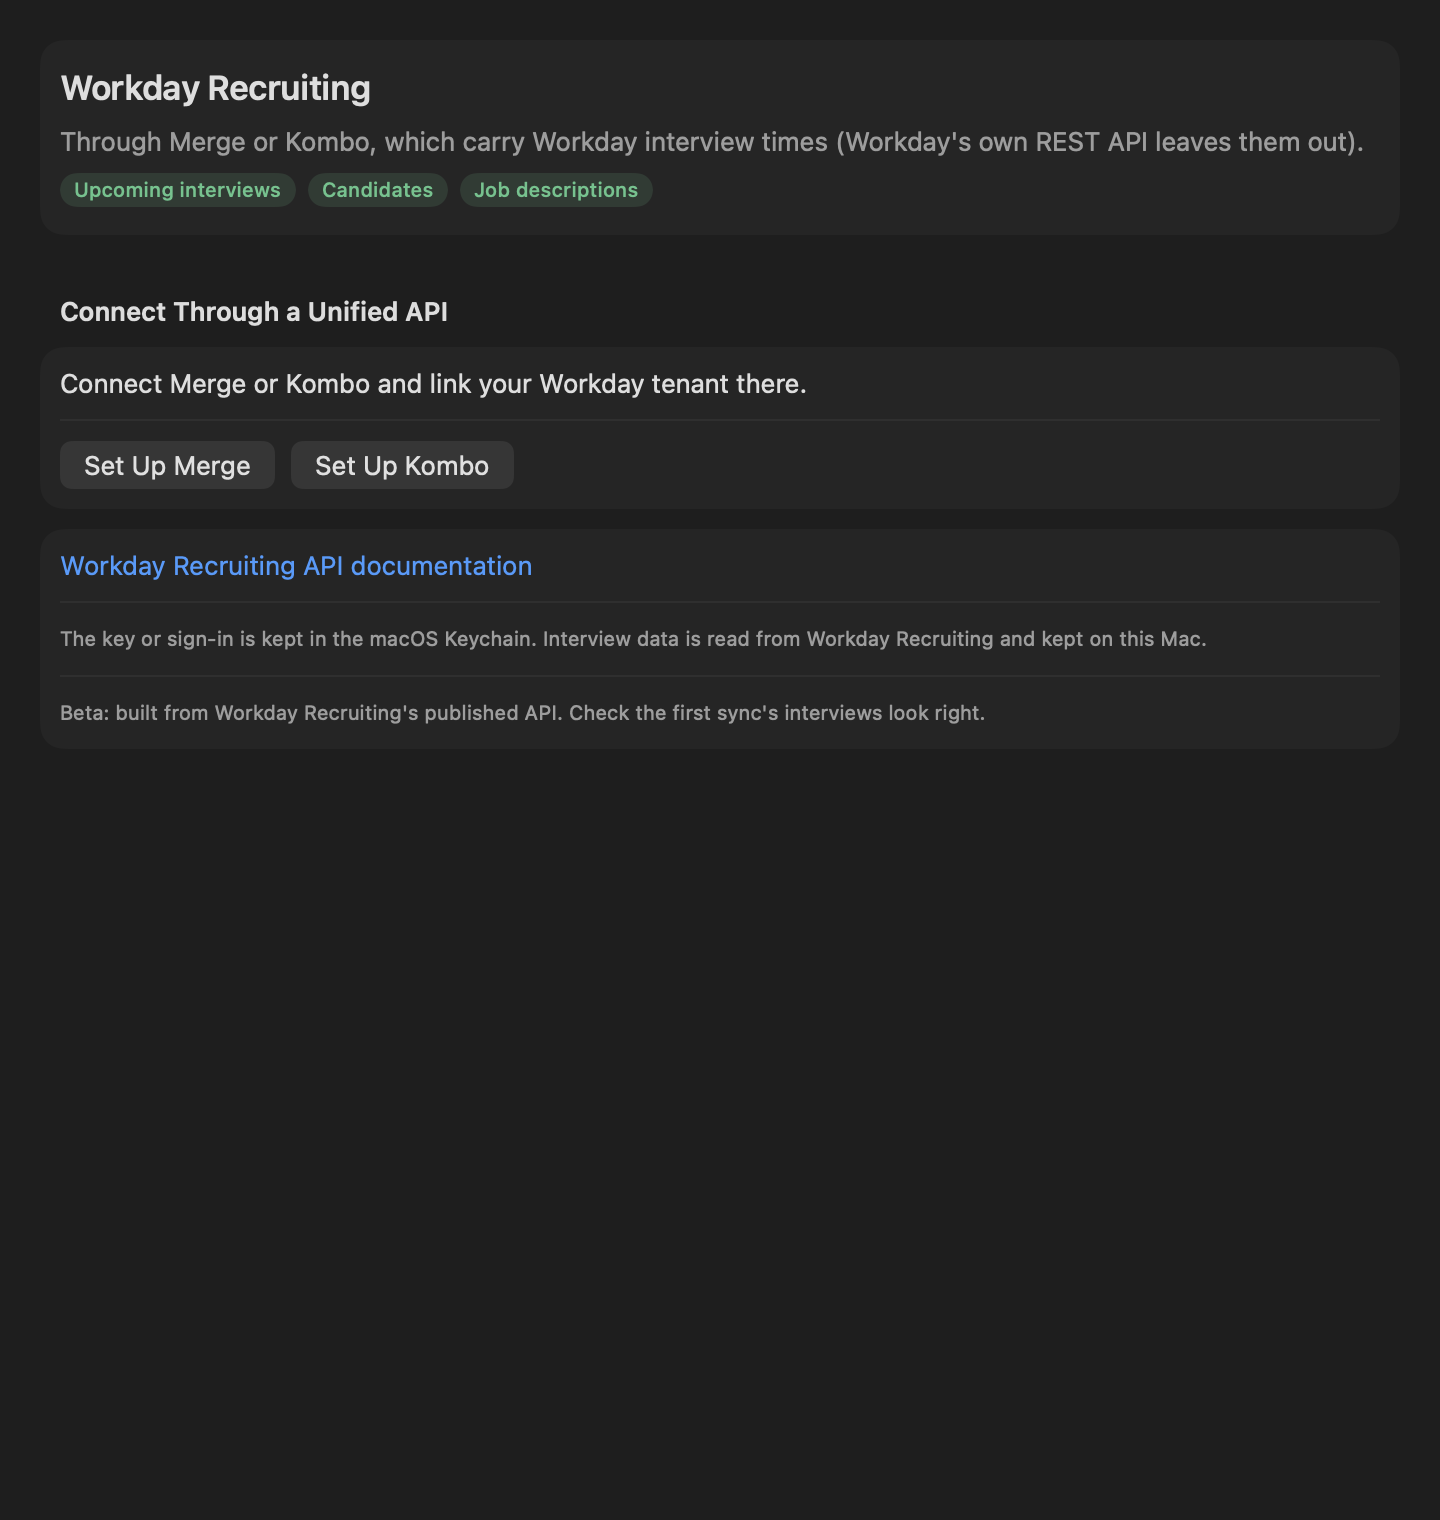 Workday Recruiting
Through Merge or Kombo, which carry Workday interview times (Workday's own REST API leaves them out).
Upcoming interviews
Candidates
Job descriptions
Connect Through a Unified API
Connect Merge or Kombo and link your Workday tenant there.
Set Up Merge
Set Up Kombo
Workday Recruiting API documentation
The key or sign-in is kept in the macOS Keychain. Interview data is read from Workday Recruiting and kept on this Mac.
Beta: built from Workday Recruiting's published API. Check the first sync's interviews look right.